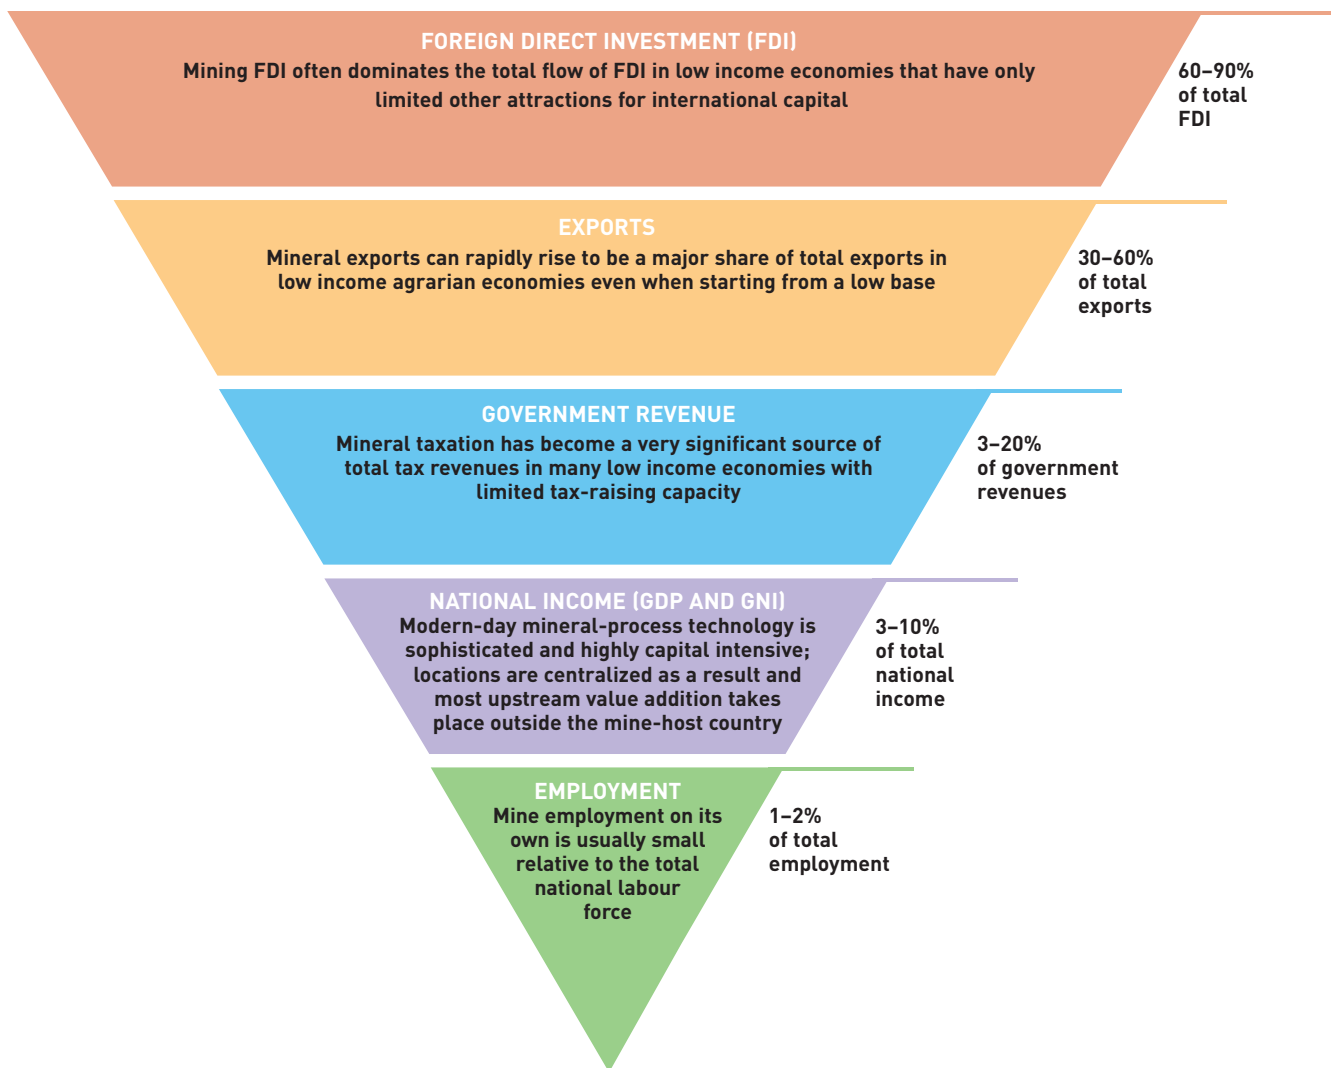 FOREIGN DIRECT INVESTMENT (FDI)
Mining FDI often dominates the total flow of FDI in low income economies that have only
limited other attractions for international capital
60–90%
of total
FDI
EXPORTS
Mineral exports can rapidly rise to be a major share of total exports in
low income agrarian economies even when starting from a low base
30–60%
of total
exports
GOVERNMENT REVENUE
Mineral taxation has become a very significant source of
total tax revenues in many low income economies with
limited tax-raising capacity
3–20%
of government
revenues
NATIONAL INCOME (GDP AND GNI)
Modern-day mineral-process technology is
sophisticated and highly capital intensive;
locations are centralized as a result and
most upstream value addition takes
place outside the mine-host country
3–10%
of total
national
income
EMPLOYMENT
Mine employment on its
own is usually small
relative to the total
national labour
force
1–2%
of total
employment